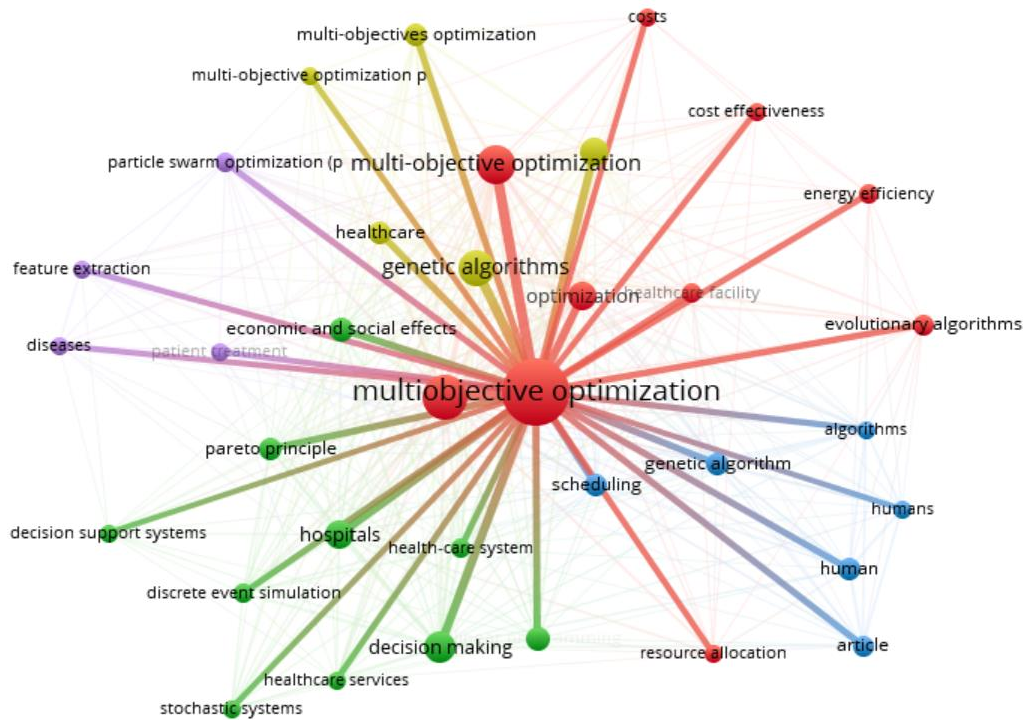 costs
multi-objectives optimization
multi-objective optimization p
cost effectiveness
particle swarm optimization (p
multi-objective optimization
energy efficiency
healthcare
feature extraction
genetic algorithms
optimization
healthcare facility
economic and social effects
evolutionary algorithms
diseases
patient treatment
multiobjective optimization
algorithms
pareto principle
genetic algorithm
scheduling
humans
decision support systems
hospitals
health-care system
human
discrete event simulation
decision making
article
resource allocation
healthcare services
stochastic systems